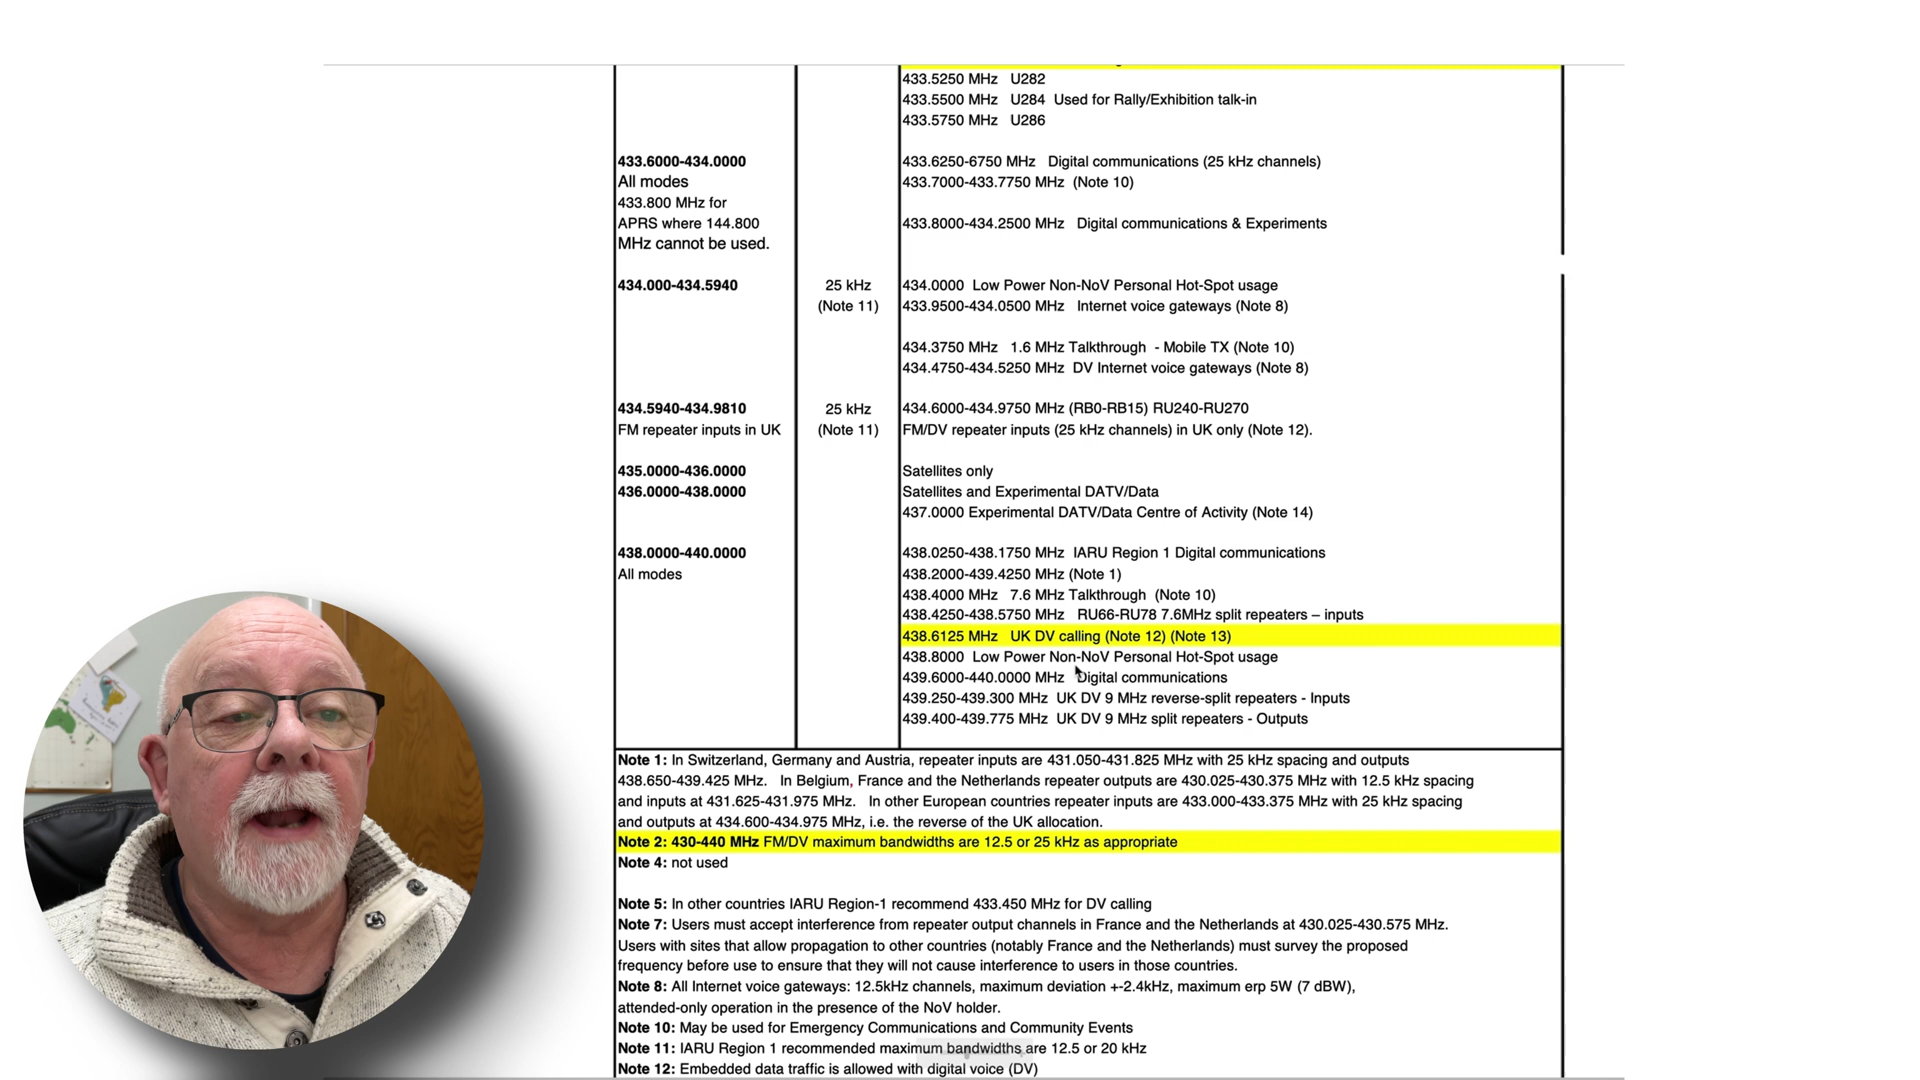 433.5250 MHz U282
433.5500 MHz U284 Used for Rally/Exhibition talk-in
433.5750 MHz U286
433.6000-434.0000 433.6250-6750 MHz Digital communications (25 kHz channels)
All modes 433.7000-433.7750 MHz (Note 10)
433.800 MHz for
APRS where 144.800 433.8000-434.2500 MHz Digital communications & Experiments
MHz cannot be used.
434.000-434.5940 25 kHz 434.0000 Low Power Non-NoV Personal Hot-Spot usage
(Note 11) 433.9500-434.0500 MHz Internet voice gateways (Note 8)
434.3750 MHz 1.6 MHz Talkthrough - Mobile TX (Note 10)
434.4750-434.5250 MHz DV Internet voice gateways (Note 8)
434.5940-434.9810 25 kHz 434.6000-434.9750 MHz (RB0-RB15) RU240-RU270
FM repeater inputs in UK (Note 11) FM/DV repeater inputs (25 kHz channels) in UK only (Note 12).
435.0000-436.0000 Satellites only
436.0000-438.0000 Satellites and Experimental DATV/Data
437.0000 Experimental DATV/Data Centre of Activity (Note 14)
438.0000-440.0000 438.0250-438.1750 MHz IARU Region 1 Digital communications
All modes 438.2000-439.4250 MHz (Note 1)
438.4000 MHz 7.6 MHz Talkthrough (Note 10)
438.4250-438.5750 MHz RU66-RU78 7.6MHz split repeaters – inputs
438.6125 MHz UK DV calling (Note 12) (Note 13)
438.8000 Low Power Non-NoV Personal Hot-Spot usage
439.6000-440.0000 MHz Digital communications
439.250-439.300 MHz UK DV 9 MHz reverse-split repeaters - Inputs
439.400-439.775 MHz UK DV 9 MHz split repeaters - Outputs
Note 1: In Switzerland, Germany and Austria, repeater inputs are 431.050-431.825 MHz with 25 kHz spacing and outputs
438.650-439.425 MHz. In Belgium, France and the Netherlands repeater outputs are 430.025-430.375 MHz with 12.5 kHz spacing
and inputs at 431.625-431.975 MHz. In other European countries repeater inputs are 433.000-433.375 MHz with 25 kHz spacing
and outputs at 434.600-434.975 MHz, i.e. the reverse of the UK allocation.
Note 2: 430-440 MHz FM/DV maximum bandwidths are 12.5 or 25 kHz as appropriate
Note 4: not used
Note 5: In other countries IARU Region-1 recommend 433.450 MHz for DV calling
Note 7: Users must accept interference from repeater output channels in France and the Netherlands at 430.025-430.575 MHz.
Users with sites that allow propagation to other countries (notably France and the Netherlands) must survey the proposed
frequency before use to ensure that they will not cause interference to users in those countries.
Note 8: All Internet voice gateways: 12.5kHz channels, maximum deviation +-2.4kHz, maximum erp 5W (7 dBW),
attended-only operation in the presence of the NoV holder.
Note 10: May be used for Emergency Communications and Community Events
Note 11: IARU Region 1 recommended maximum bandwidths are 12.5 or 20 kHz
Note 12: Embedded data traffic is allowed with digital voice (DV)